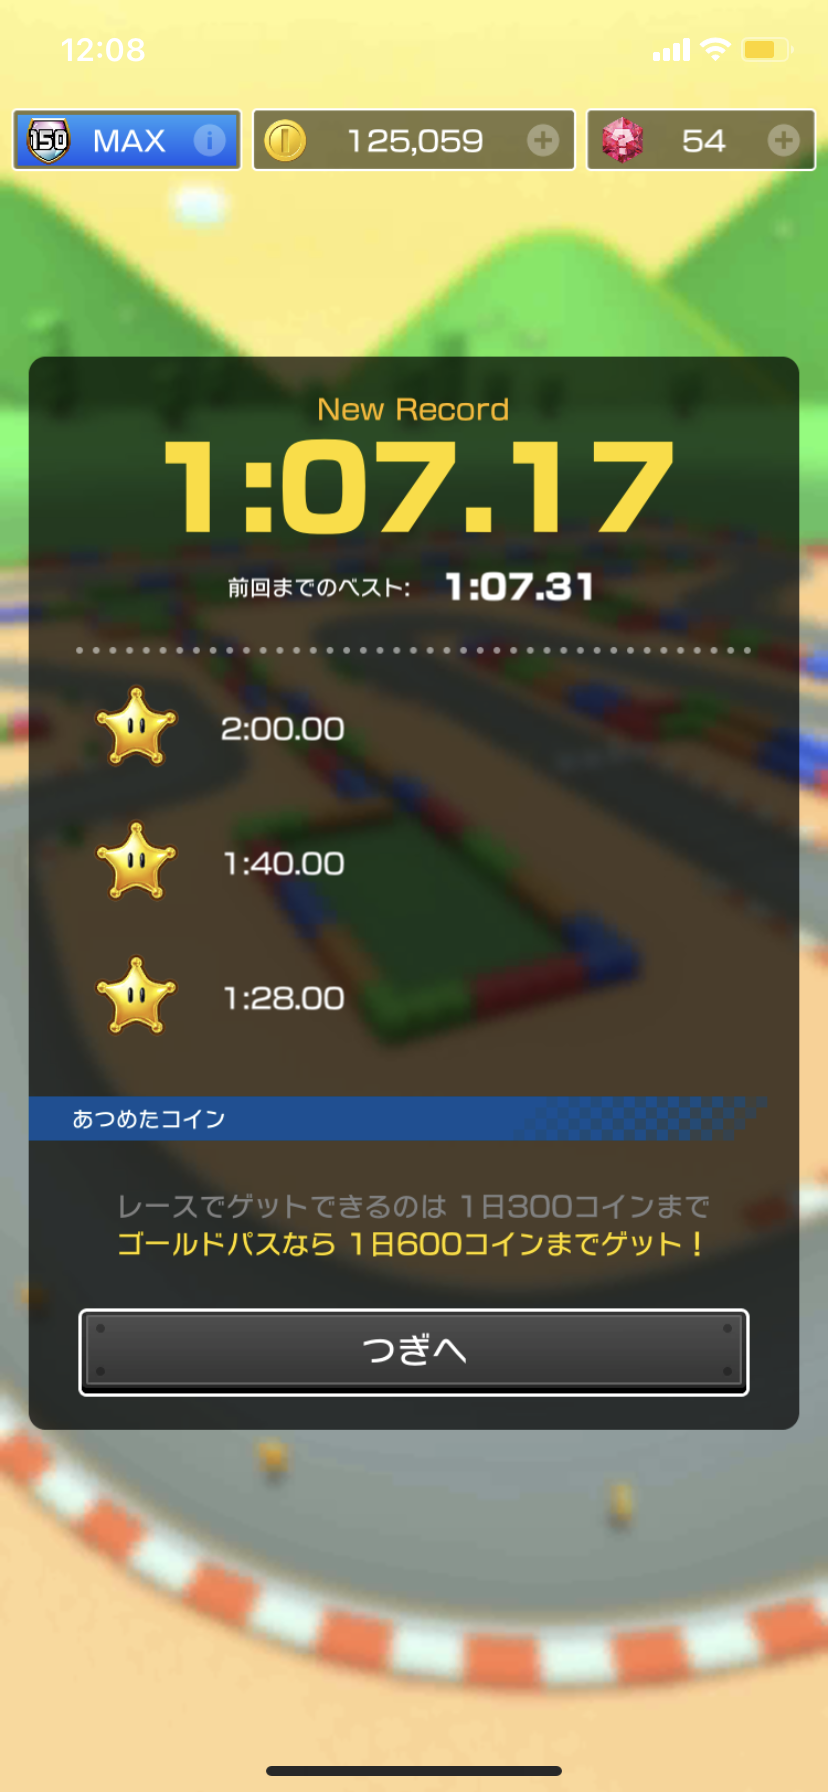 12:08
150 MAX i 125,059 + 54 +
New Record
1:07.17
前回までのベスト: 1:07.31
2:00.00
1:40.00
1:28.00
あつめたコイン
レースでゲットできるのは 1日300コインまで
ゴールドパスなら 1日600コインまでゲット!
つぎへ